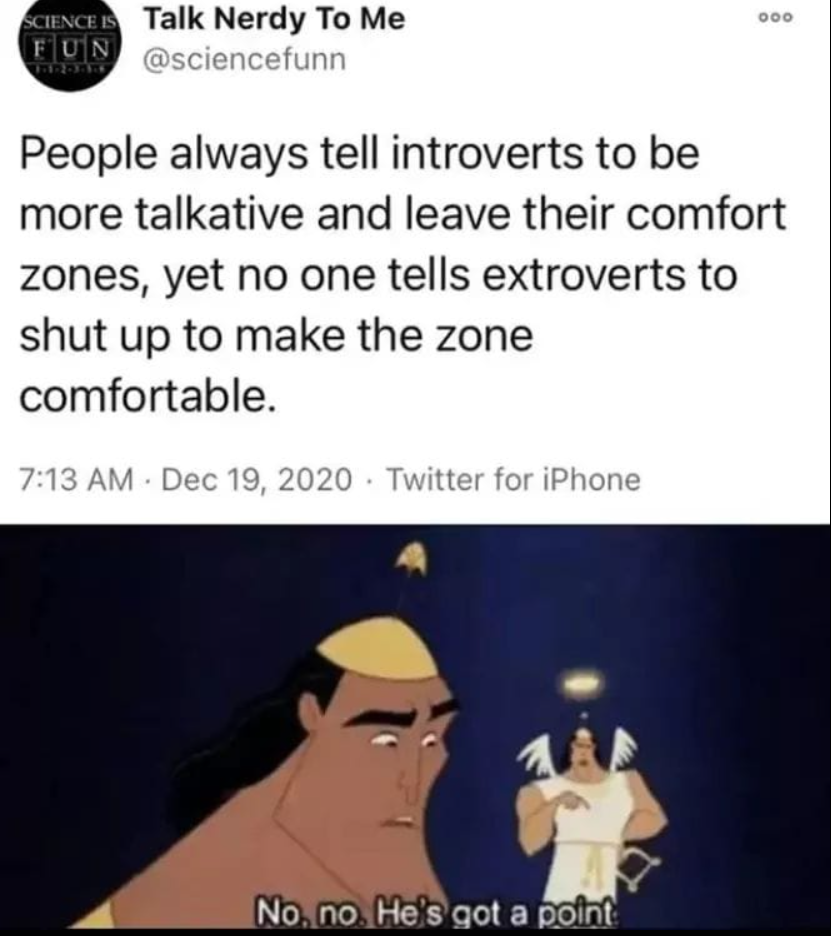 SCIENCE IS
Talk Nerdy To Me
FUN
@sciencefunn
People always tell introverts to be
more talkative and leave their comfort
zones, yet no one tells extroverts to
shut up to make the zone
comfortable.
7:13 AM · Dec 19, 2020 · Twitter for iPhone
No, no. He's got a point.